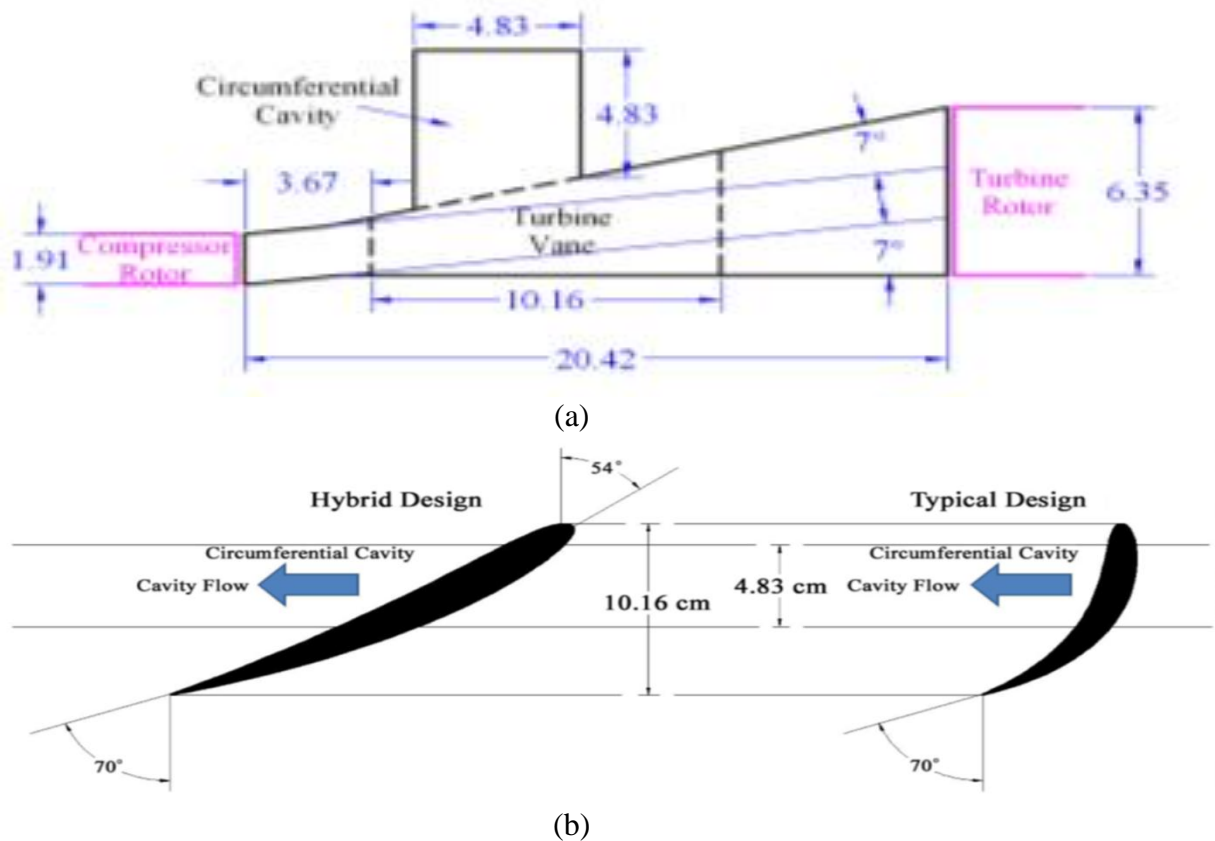 4.83
Circumferential
Cavity
4.83
7°
3.67
Turbine
Rotor
6.35
Turbine
Vane
Compressor
Rotor
1.91
7°
10.16
20.42
(a)
54°
Hybrid Design
Typical Design
Circumferential Cavity
Circumferential Cavity
Cavity Flow
4.83 cm
Cavity Flow
10.16 cm
70°
70°
(b)